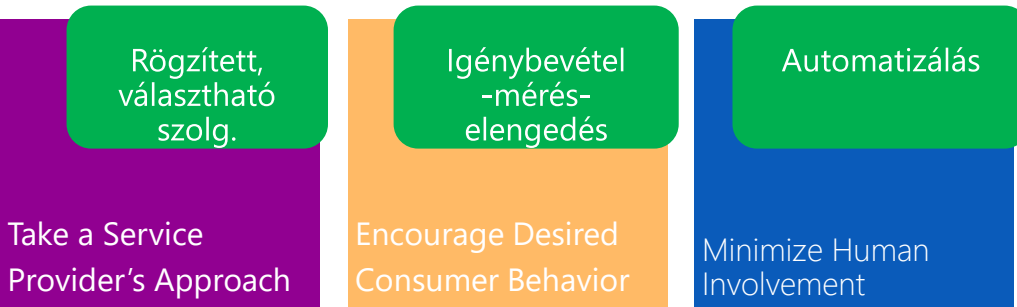 Rögzített,
választható
szolg.
Take a Service
Provider’s Approach
Igénybevétel
-mérés-
elengedés
Encourage Desired
Consumer Behavior
Automatizálás
Minimize Human
Involvement